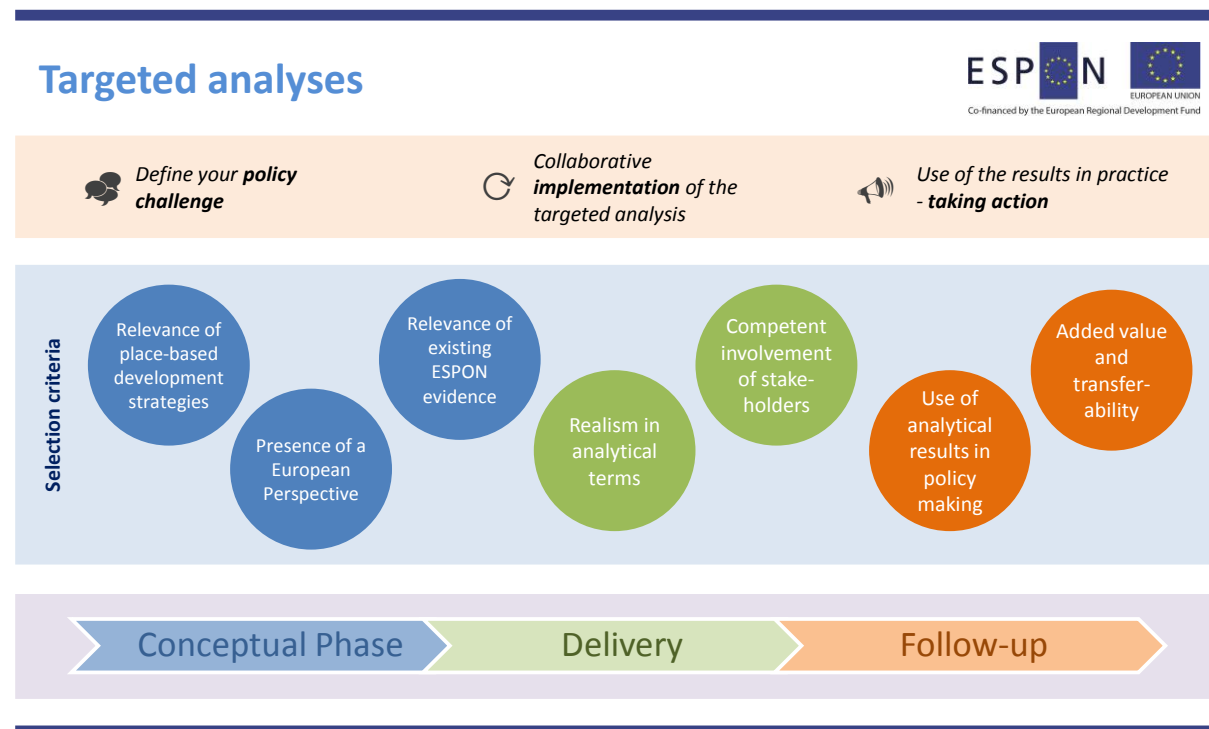 Targeted analyses
ESPON
EUROPEAN UNION
Co-financed by the European Regional Development Fund
Define your policy
challenge
Collaborative
implementation of the
targeted analysis
Use of the results in practice
- taking action
Selection criteria
Relevance of
place-based
development
strategies
Presence of a
European
Perspective
Relevance of
existing
ESPON
evidence
Realism in
analytical
terms
Competent
involvement
of stake-
holders
Use of
analytical
results in
policy
making
Added value
and
transfer-
ability
Conceptual Phase
Delivery
Follow-up